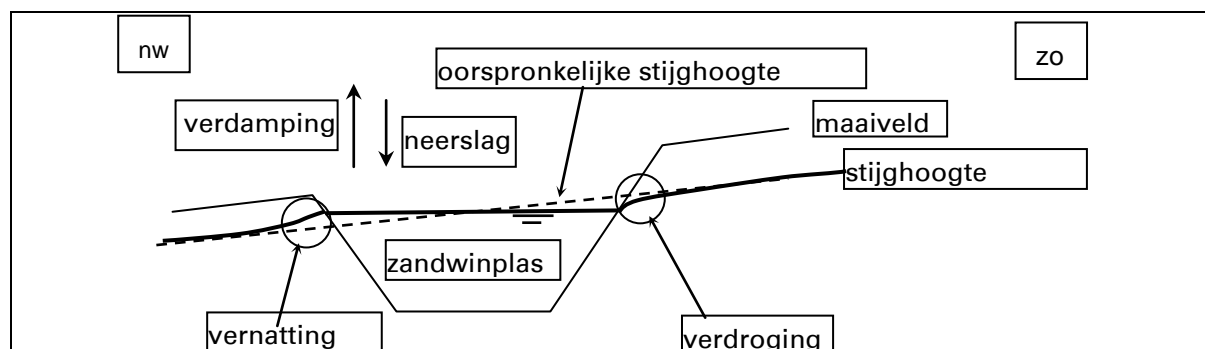 nw
zo
oorspronkelijke stijghoogte
verdamping
neerslag
maaiveld
stijghoogte
zandwinplas
vernatting
verdroging